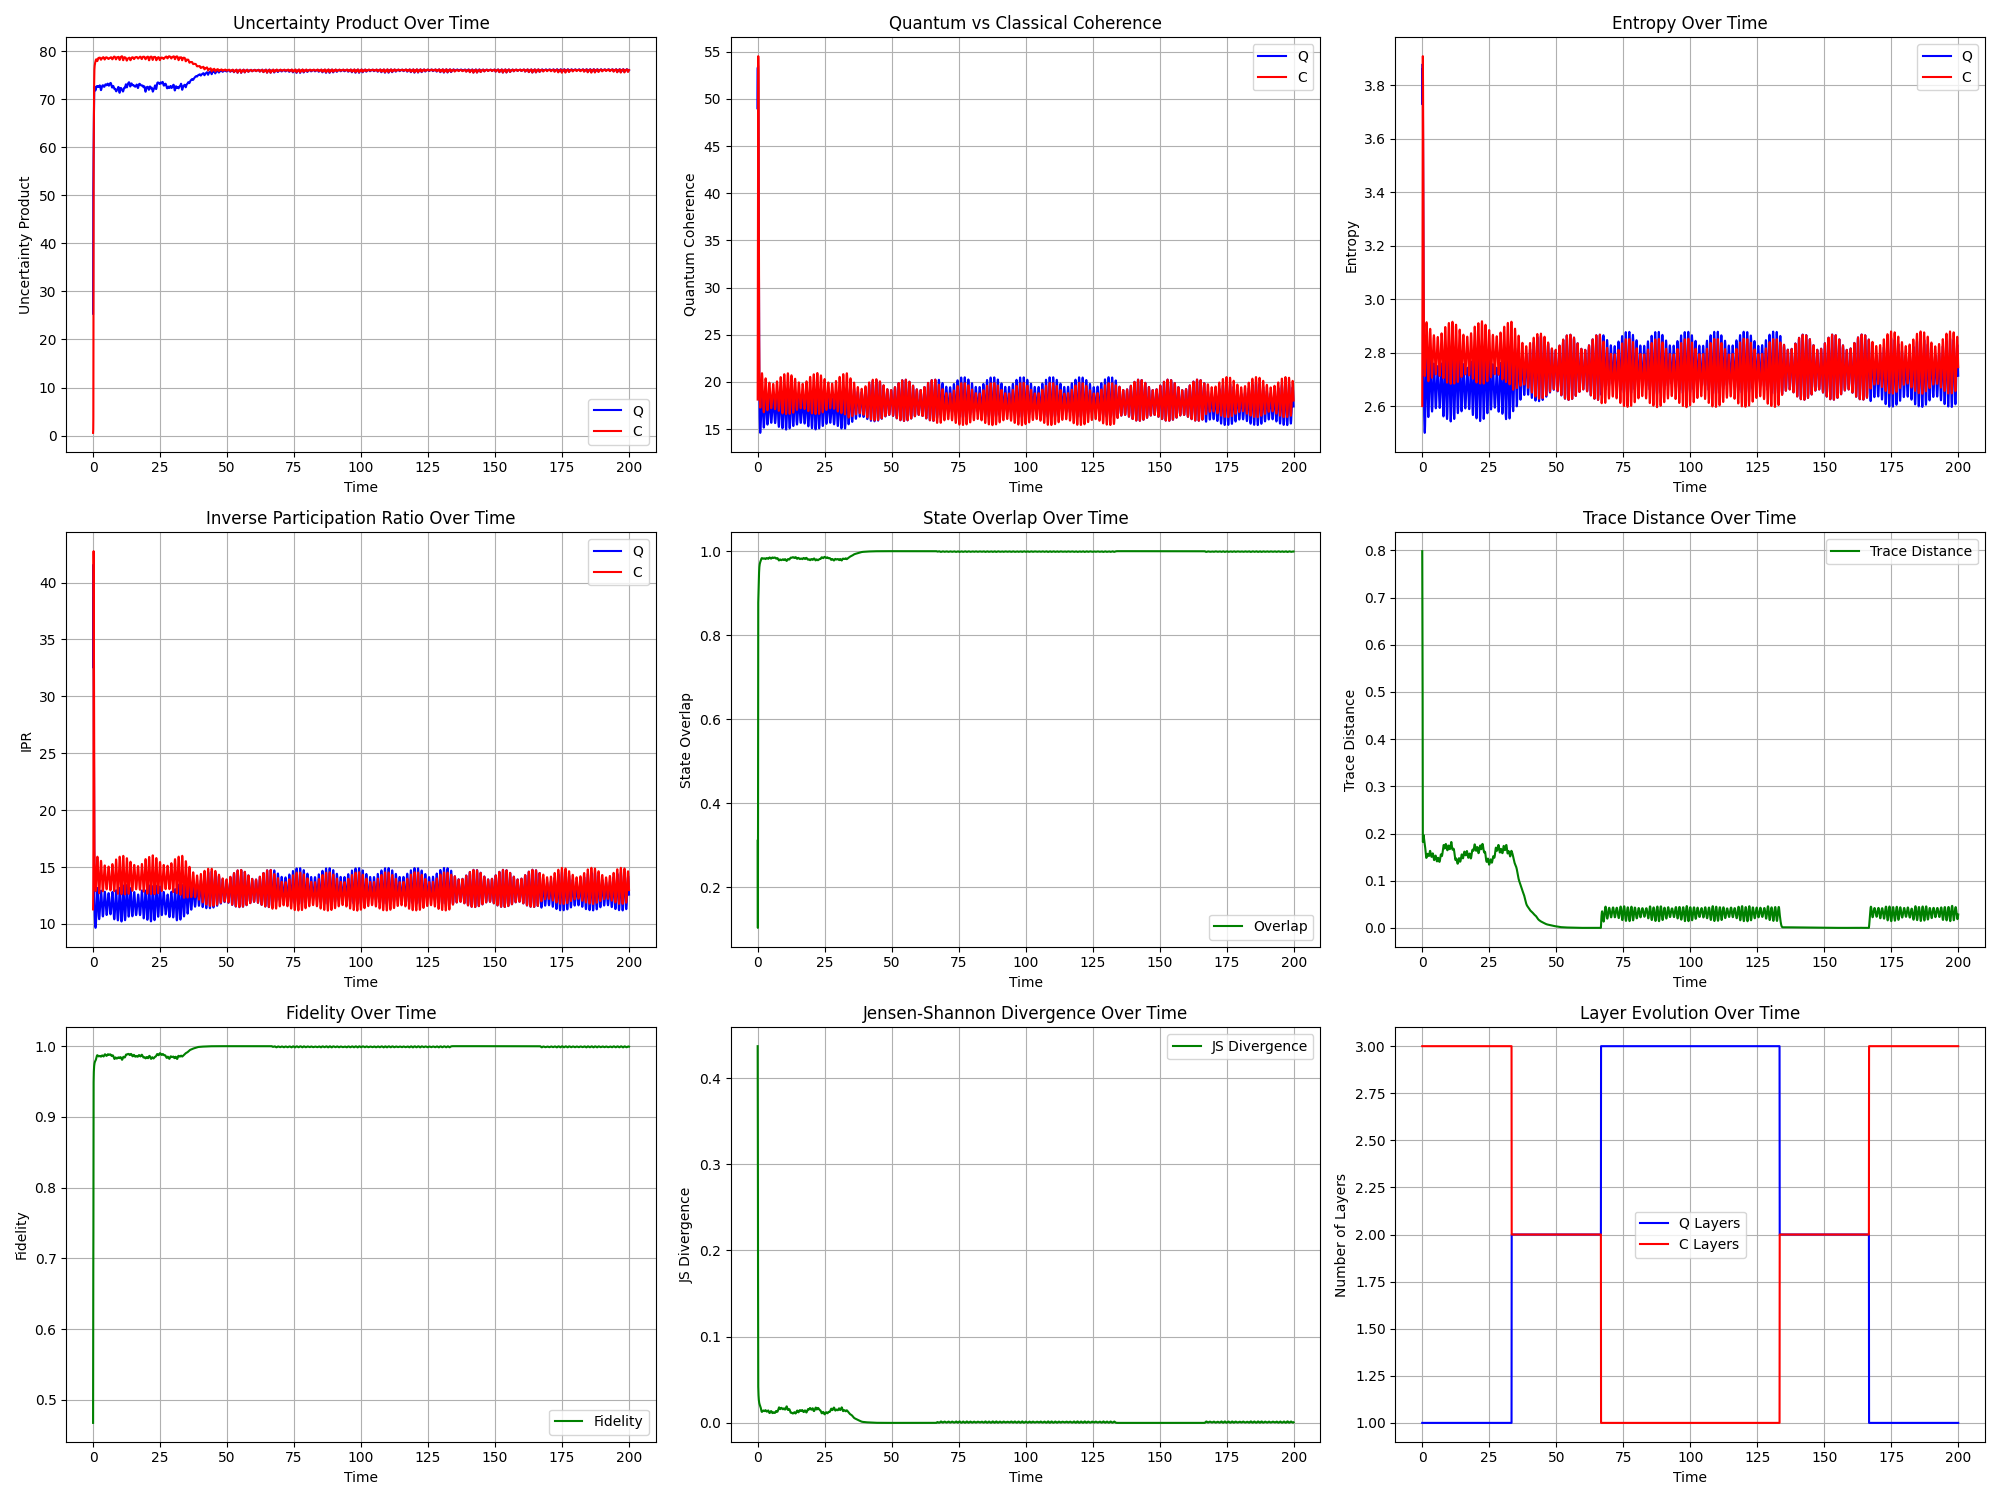 Uncertainty Product Over Time
Uncertainty Product
80
70
60
50
40
30
20
10
0
Q
C
0 25 50 75 100 125 150 175 200
Time
Quantum vs Classical Coherence
Quantum Coherence
55
50
45
40
35
30
25
20
15
Q
C
0 25 50 75 100 125 150 175 200
Time
Entropy Over Time
Entropy
3.8
3.6
3.4
3.2
3.0
2.8
2.6
Q
C
0 25 50 75 100 125 150 175 200
Time
Inverse Participation Ratio Over Time
IPR
40
35
30
25
20
15
10
Q
C
0 25 50 75 100 125 150 175 200
Time
State Overlap Over Time
State Overlap
1.0
0.8
0.6
0.4
0.2
Overlap
0 25 50 75 100 125 150 175 200
Time
Trace Distance Over Time
Trace Distance
0.8
0.7
0.6
0.5
0.4
0.3
0.2
0.1
0.0
Trace Distance
0 25 50 75 100 125 150 175 200
Time
Fidelity Over Time
Fidelity
1.0
0.9
0.8
0.7
0.6
0.5
Fidelity
0 25 50 75 100 125 150 175 200
Time
Jensen-Shannon Divergence Over Time
JS Divergence
0.4
0.3
0.2
0.1
0.0
JS Divergence
0 25 50 75 100 125 150 175 200
Time
Layer Evolution Over Time
Number of Layers
3.00
2.75
2.50
2.25
2.00
1.75
1.50
1.25
1.00
Q Layers
C Layers
0 25 50 75 100 125 150 175 200
Time